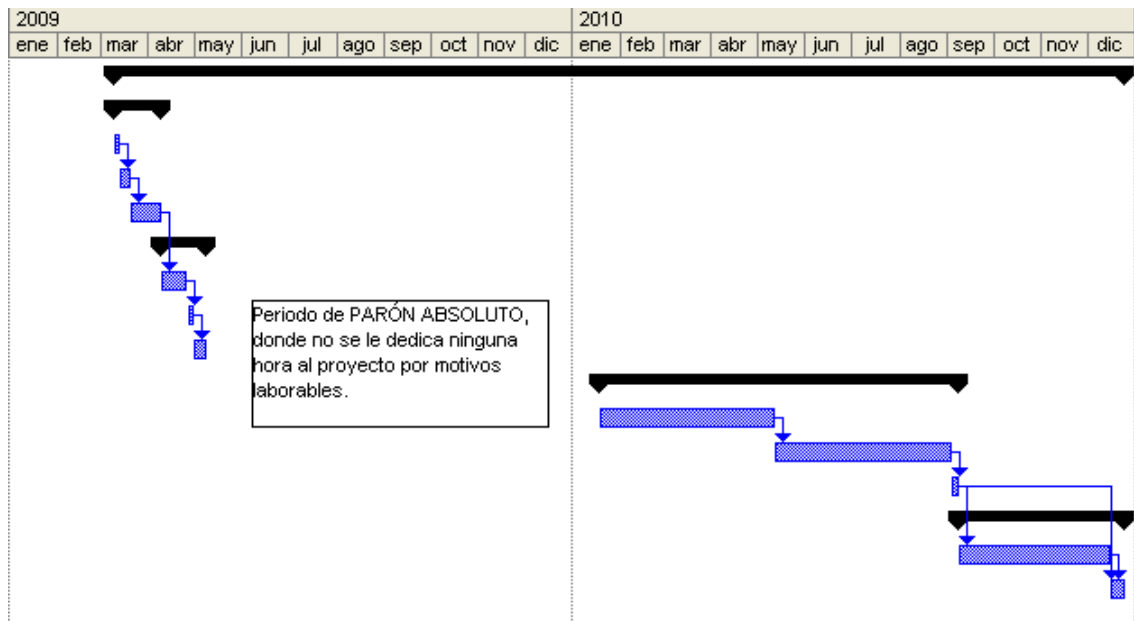 2009 2010
ene feb mar abr may jun jul ago sep oct nov dic ene feb mar abr may jun jul ago sep oct nov dic
Periodo de PARÓN ABSOLUTO,
donde no se le dedica ninguna
hora al proyecto por motivos
laborables.